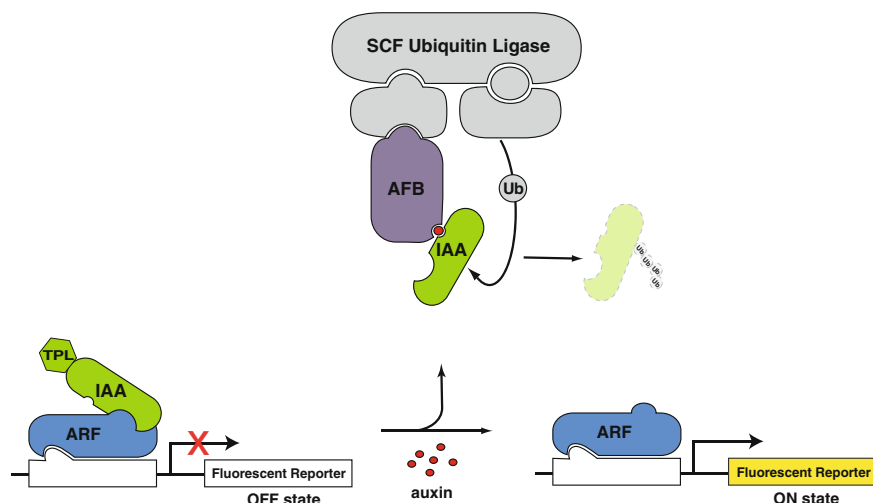 SCF Ubiquitin Ligase
AFB
Ub
IAA
Ub
Ub
Ub
Ub
TPL
IAA
ARF
X
Fluorescent Reporter
OFF state
auxin
ARF
Fluorescent Reporter
ON state